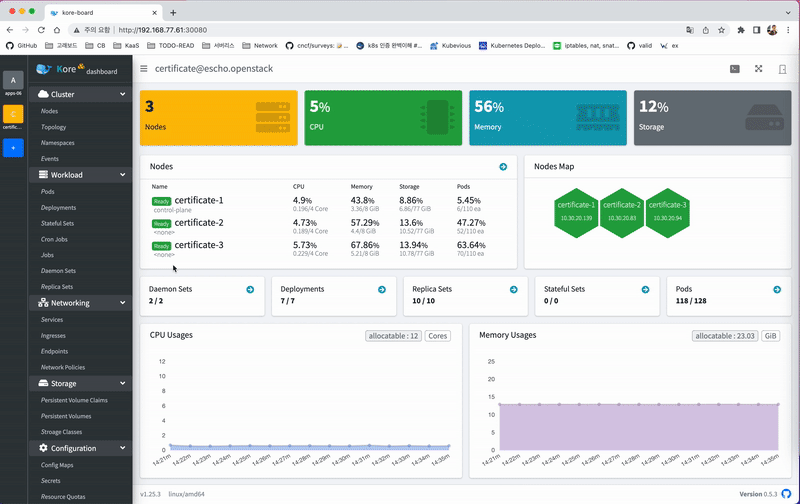 kore-board
주의 요함 | http://192.168.77.61:30080
GitHub
고래보드
CB
KaaS
TODO-READ
서비리스
Network
cncf/surveys:
k8s 인증 완벽이해 #...
Kubevious
Kubernetes Deplo...
iptables, nat, snat...
valid
ex
A
apps-06
C
certific...
+
Kore dashboard
Cluster
Nodes
Topology
Namespaces
Events
Workload
Pods
Deployments
Stateful Sets
Cron Jobs
Jobs
Daemon Sets
Replica Sets
Networking
Services
Ingresses
Endpoints
Network Policies
Storage
Persistent Volume Claims
Persistent Volumes
Stroage Classes
Configuration
Config Maps
Secrets
Resource Quotas
certificate@escho.openstack
3
Nodes
5%
CPU
56%
Memory
12%
Storage
Nodes
Name CPU Memory Storage Pods
Ready certificate-1 4.9% 43.8% 8.86% 5.45%
control-plane 0.196/4 Core 3.36/8 GiB 6.86/77 GiB 6/110 ea
Ready certificate-2 4.73% 57.29% 13.6% 47.27%
<none> 0.189/4 Core 4.4/8 GiB 10.52/77 GiB 52/110 ea
Ready certificate-3 5.73% 67.86% 13.94% 63.64%
<none> 0.229/4 Core 5.21/8 GiB 10.78/77 GiB 70/110 ea
Nodes Map
certificate-1
10.30.20.139
certificate-2
10.30.20.83
certificate-3
10.30.20.94
Daemon Sets
2 / 2
Deployments
7 / 7
Replica Sets
10 / 10
Stateful Sets
0 / 0
Pods
118 / 128
CPU Usages
allocatable : 12
Cores
12
10
8
6
4
2
0
14:21m 14:22m 14:23m 14:24m 14:25m 14:26m 14:27m 14:28m 14:29m 14:30m 14:31m 14:32m 14:33m 14:34m 14:35m
Memory Usages
allocatable : 23.03
GiB
25
20
15
10
5
0
14:21m 14:22m 14:23m 14:24m 14:25m 14:26m 14:27m 14:28m 14:29m 14:30m 14:31m 14:32m 14:33m 14:34m 14:35m
v1.25.3 linux/amd64
Version 0.5.3